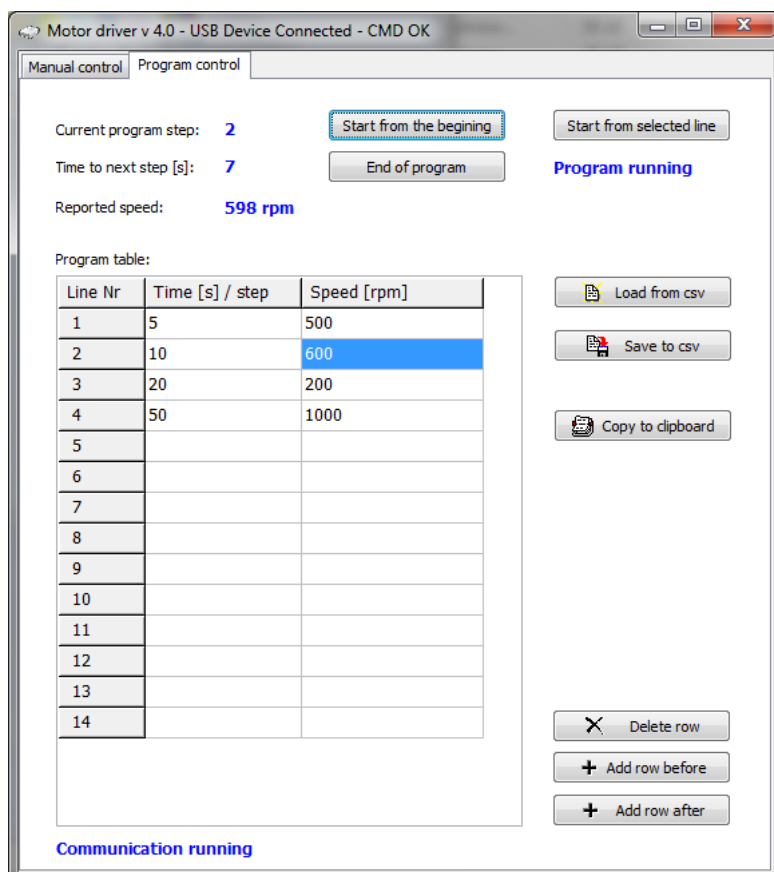 Motor driver v 4.0 - USB Device Connected - CMD OK
Manual control Program control
Current program step: 2 Start from the begining Start from selected line
Time to next step [s]: 7 End of program Program running
Reported speed: 598 rpm
Program table:
Line Nr Time [s] / step Speed [rpm] Load from csv
1 5 500
2 10 600 Save to csv
3 20 200
4 50 1000 Copy to clipboard
5
6
7
8
9
10
11
12
13
14 Delete row
Add row before
Add row after
Communication running